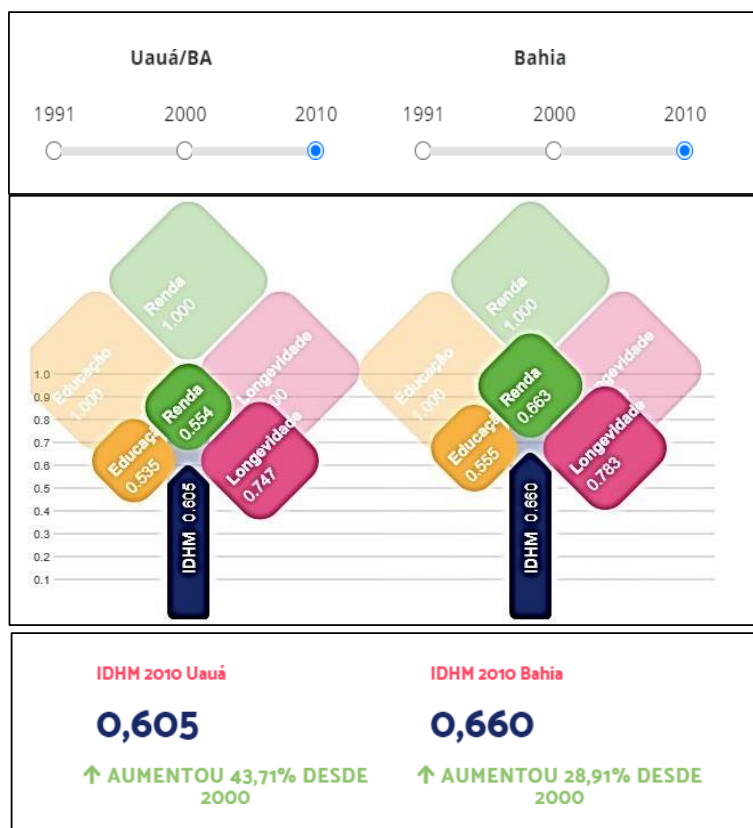 Uauá/BA
Bahia
1991 2000 2010
1991 2000 2010
Renda
1.000
Educação
1.000
Longevidade
00
Renda
0.554
Educaçã
0.535
Longevidade
0.747
IDHM 0.605
Renda
1.000
Educação
1.000
ongevidade
Renda
0.663
Educaçã
0.555
Longevidade
0.783
IDHM 0.660
1.0
0.9
0.8
0.7
0.6
0.5
0.4
0.3
0.2
0.1
IDHM 2010 Uauá
0,605
↑ AUMENTOU 43,71% DESDE
2000
IDHM 2010 Bahia
0,660
↑ AUMENTOU 28,91% DESDE
2000